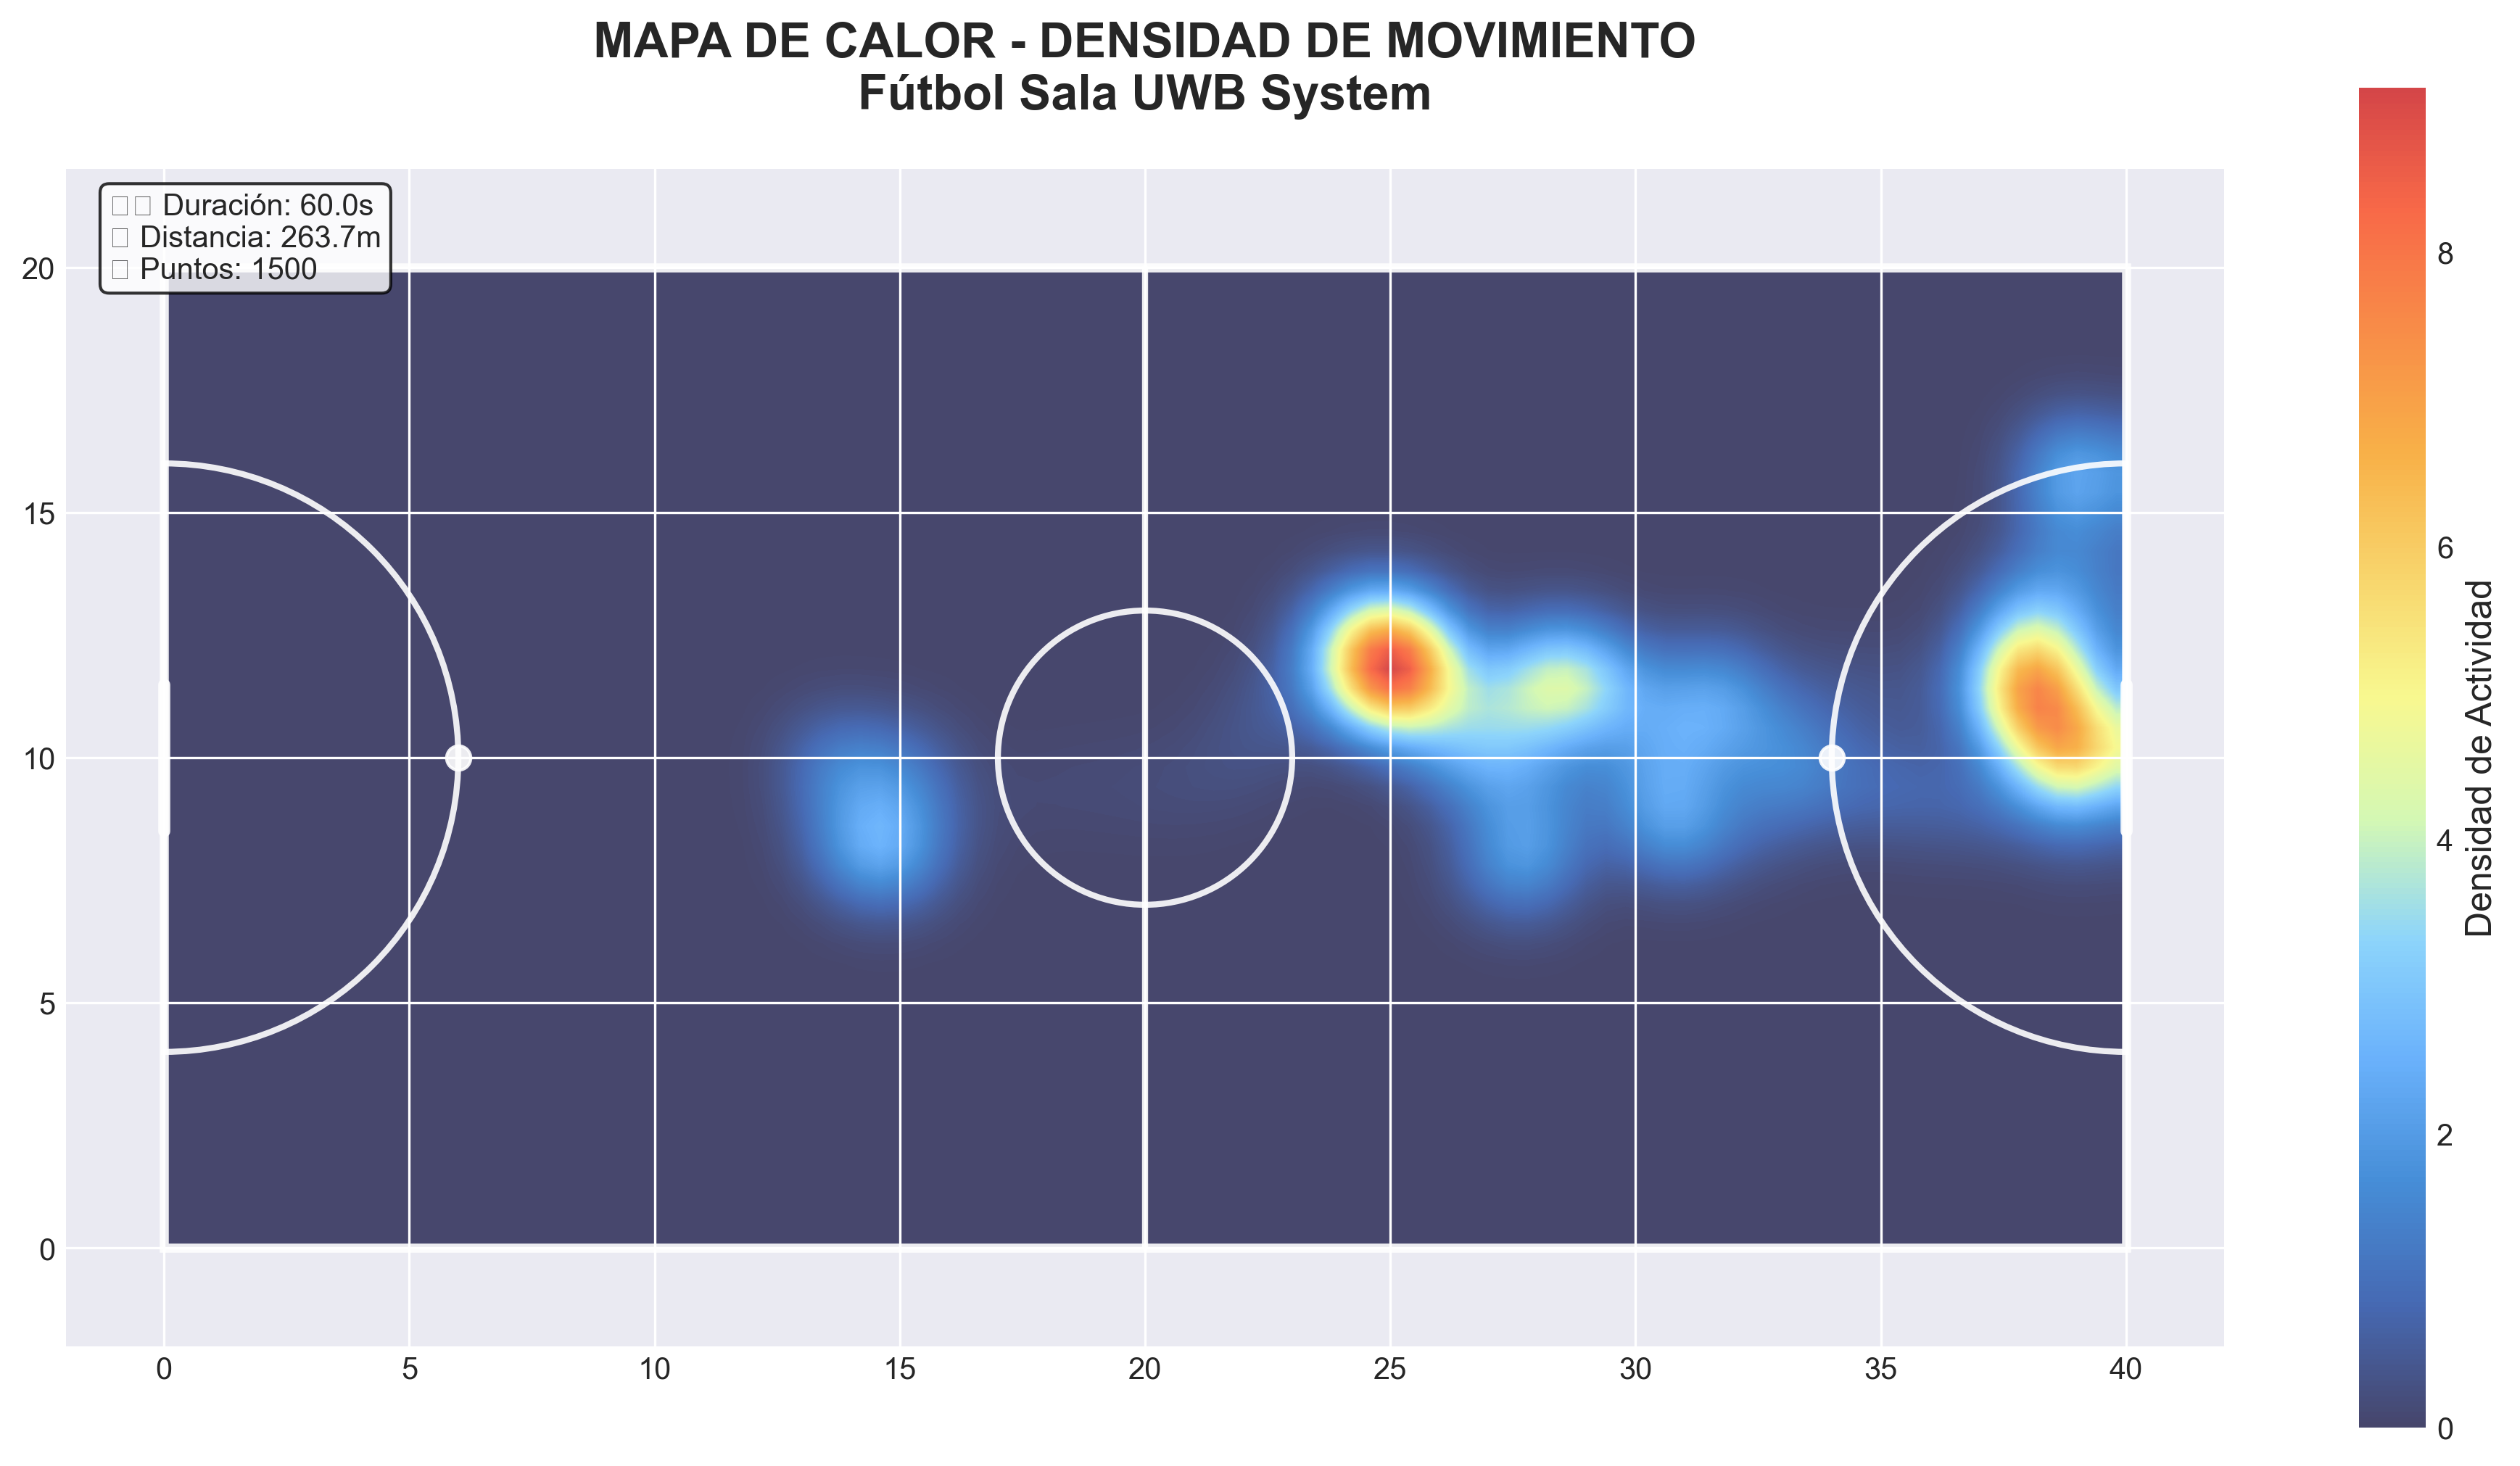 MAPA DE CALOR - DENSIDAD DE MOVIMIENTO
Fútbol Sala UWB System
Duración: 60.0s
Distancia: 263.7m
Puntos: 1500
20
15
10
5
0
0 5 10 15 20 25 30 35 40
8
6
4
2
0
Densidad de Actividad